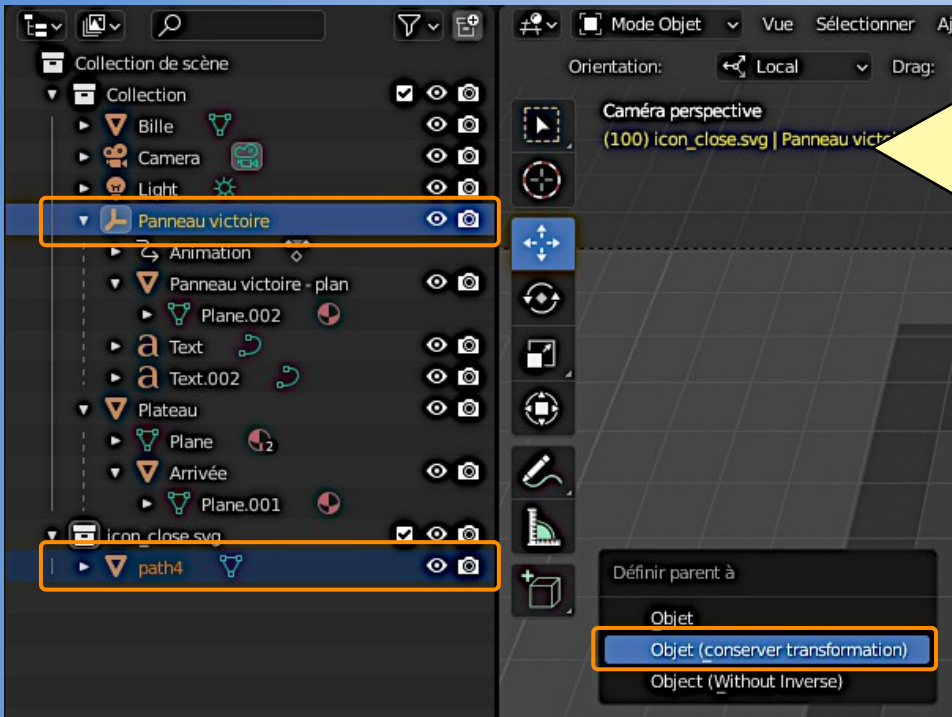 Mode Objet Vue Sélectionner Aj
Collection de scène
Orientation: Local Drag:
Collection
Bille
Camera
Light
Panneau victoire
Animation
Panneau victoire - plan
Plane.002
Text
Text.002
Plateau
Plane 2
Arrivée
Plane.001
icon_close.svg
path4
Caméra perspective
(100) icon_close.svg | Panneau victoi
Définir parent à
Objet
Objet (conserver transformation)
Object (Without Inverse)